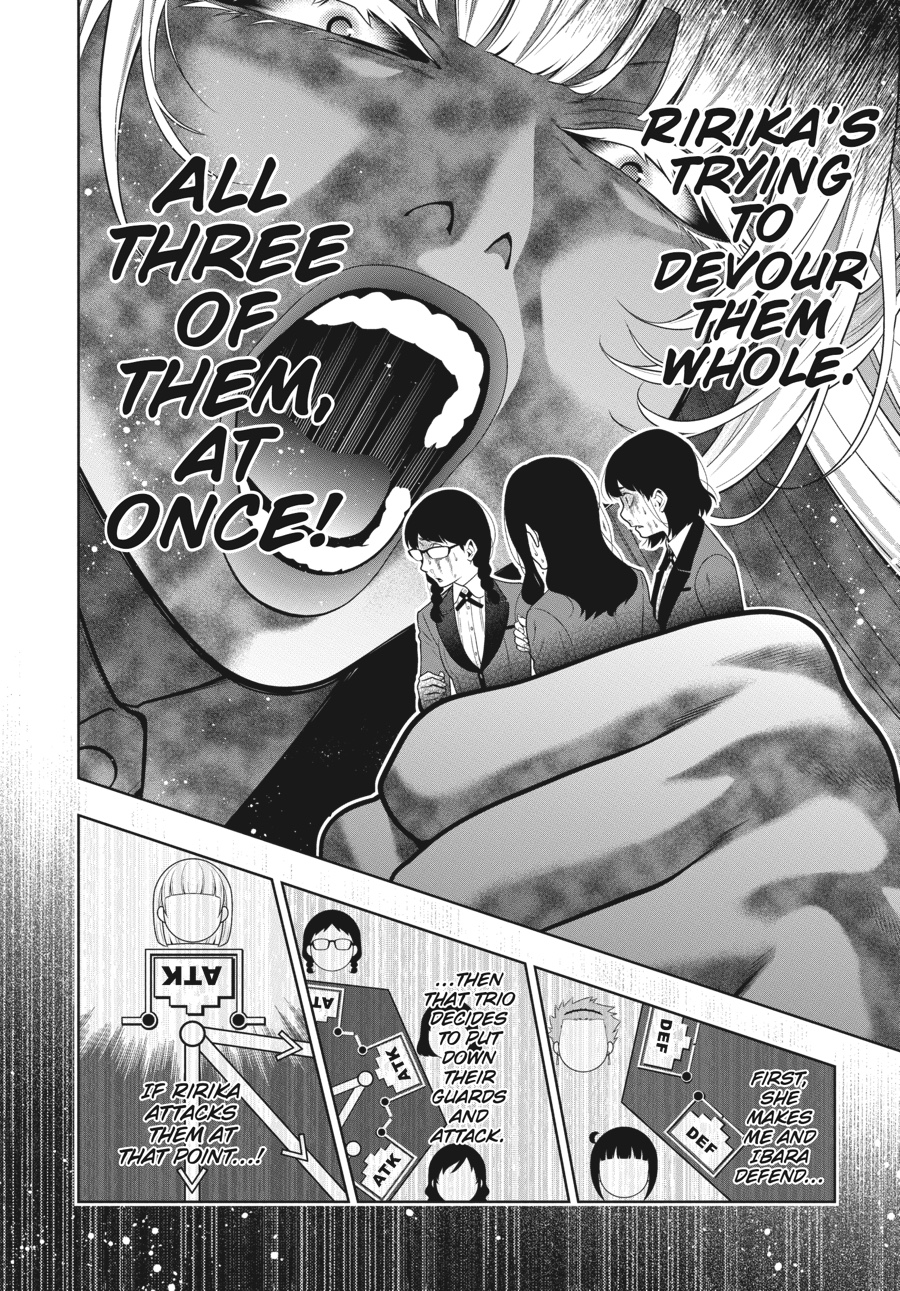 RIRIKA'S
TRYING
TO
DEVOUR
THEM
WHOLE.
ALL
THREE
OF
THEM,
AT
ONCE!
FIRST,
SHE
MAKES
ME AND
IBARA
DEFEND...
DEF
DEF
...THEN
THAT TRIO
DECIDES
TO PUT
DOWN
THEIR
GUARDS
AND
ATTACK.
ATK
ATK
ATK
ATK
IF RIRIKA
ATTACKS
THEM AT
THAT POINT...!